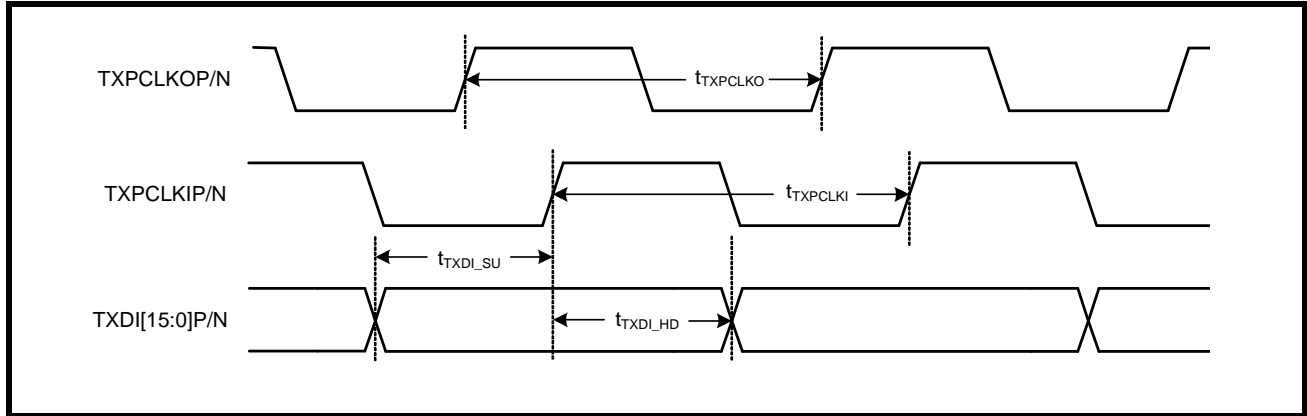 TXPCLKOP/N
tTXPCLKO
TXPCLKIP/N
tTXPCLKI
tTXDI_SU
TXDI[15:0]P/N
tTXDI_HD